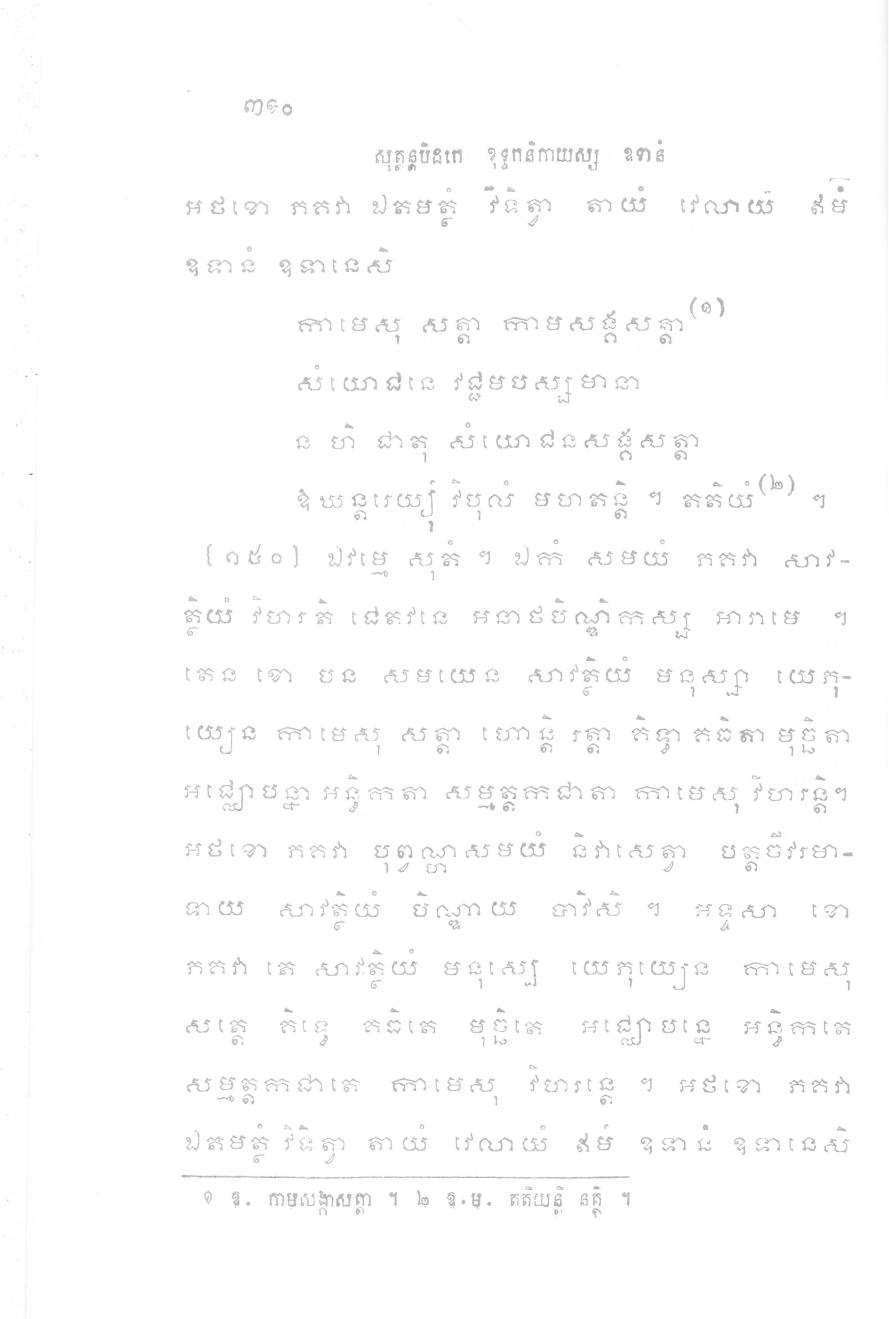 ៣១០
សុត្តន្តបិដកេ ខុទ្ទកនិកាយស្ស ឧទានំ
អថខោ ភគវា ឯតមត្ថំ វិទិត្វា តាយំ វេលាយំ ឥមំ
ឧទានំ ឧទានេសិ
កាមេសុ សត្តា កាមសង្គសត្តា(១)
សំយោជនេ វជ្ជមបស្សមានា
ន ហិ ជាតុ សំយោជនសង្គសត្តា
ឱឃន្តរេយ្យុំ វិបុលំ មហតន្តិ ។ តតិយំ(២) ។
[១៥០] ឯវម្មេ សុតំ ។ ឯកំ សមយំ ភគវា សាវ-
ត្ថិយំ វិហរតិ ជេតវនេ អនាថបិណ្ឌិកស្ស អារាមេ ។
តេន ខោ បន សមយេន សាវត្ថិយំ មនុស្សា យេភុ-
យ្យេន កាមេសុ សត្តា ហោន្តិ រត្តា គិទ្ធា គធិតា មុច្ឆិតា
អជ្ឈោបន្នា អន្ធិកតា សម្មត្តកជាតា កាមេសុ វិហរន្តិ។
អថខោ ភគវា បុព្វណ្ហសមយំ និវាសេត្វា បត្តចីវរមា-
ទាយ សាវត្ថិយំ បិណ្ឌាយ បាវិសិ ។ អទ្ទសា ខោ
ភគវា តេ សាវត្ថិយំ មនុស្សេ យេភុយ្យេន កាមេសុ
សត្តេ គិទ្ធេ គធិតេ មុច្ឆិតេ អជ្ឈោបន្នេ អន្ធិកតេ
សម្មត្តកជាតេ កាមេសុ វិហរន្តេ ។ អថខោ ភគវា
ឯតមត្ថំ វិទិត្វា តាយំ វេលាយំ ឥមំ ឧទានំ ឧទានេសិ
១ ឱ. កាមសង្កាសត្តា ។ ២ ឱ.ម. តតិយន្តិ នត្ថិ ។